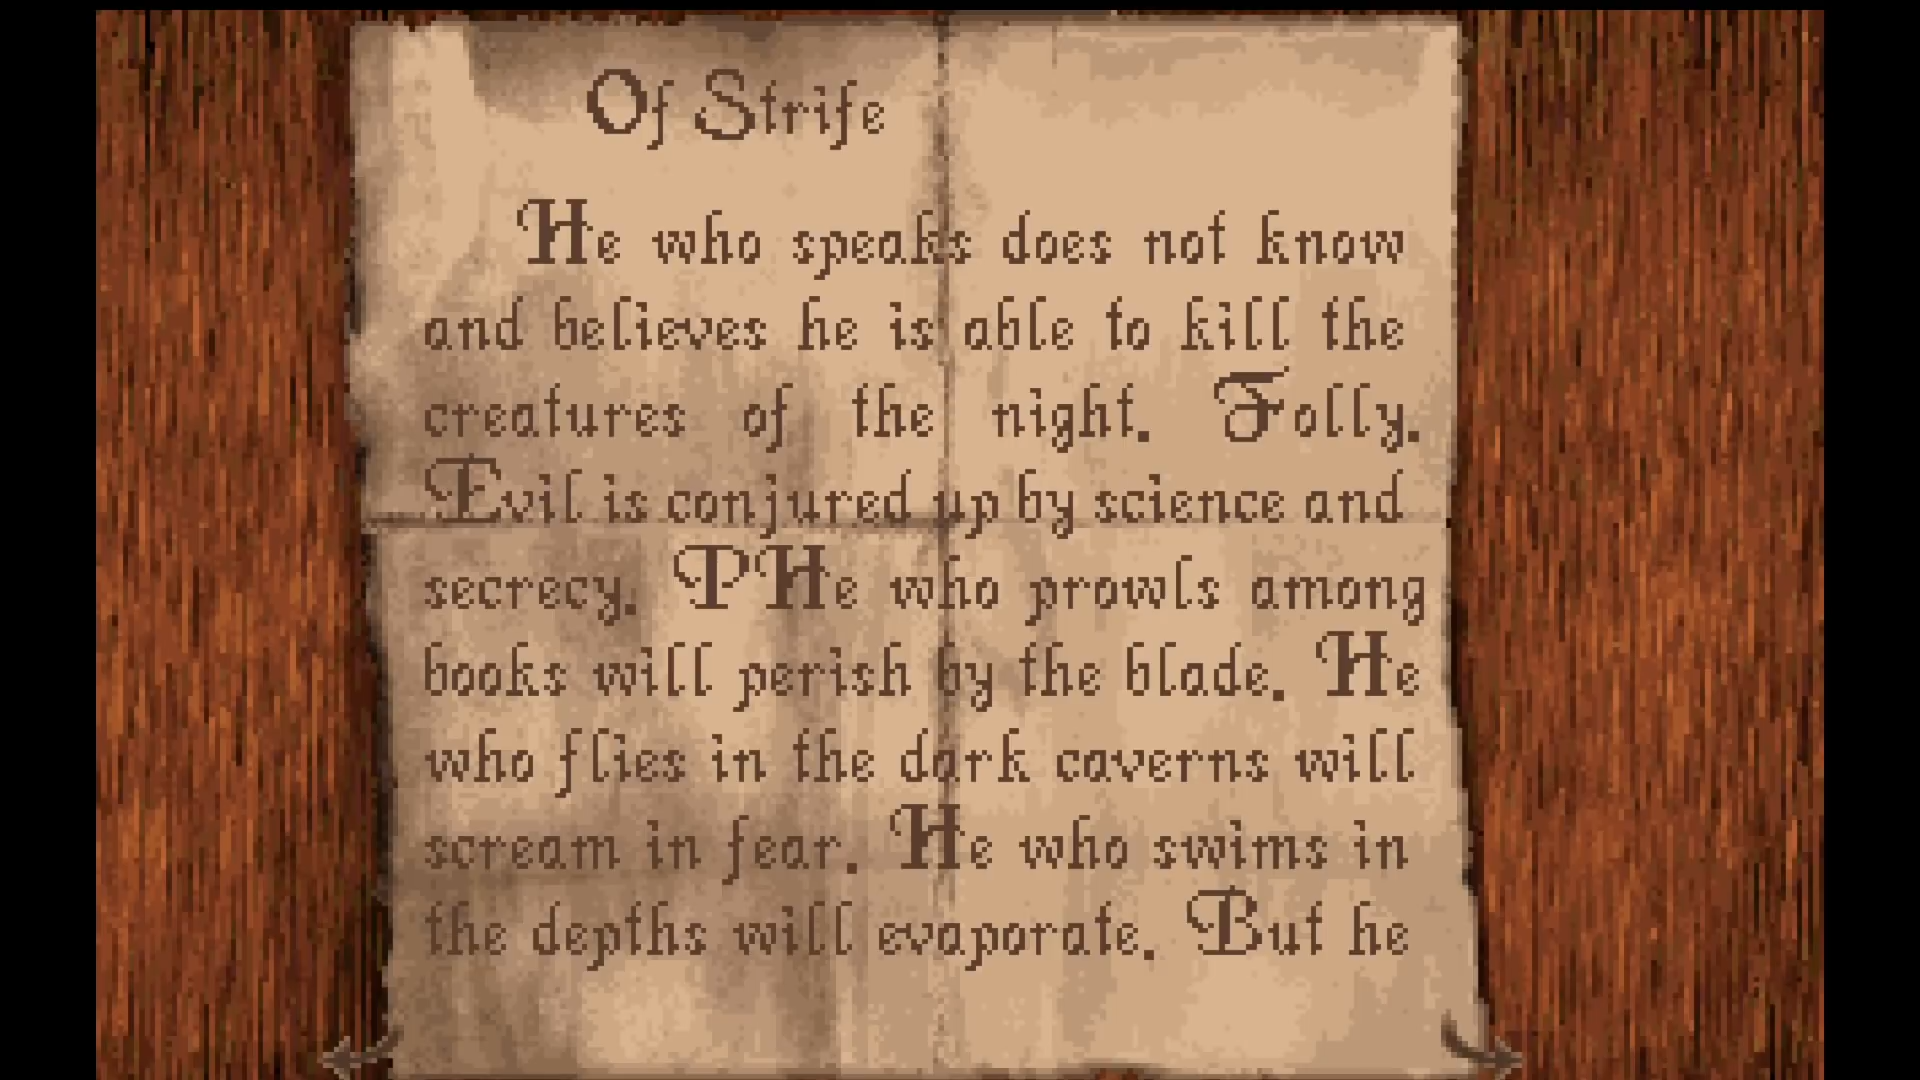 Of Strife
He who speaks does not know
and believes he is able to kill the
creatures of the night. Folly.
Evil is conjured up by science and
secrecy. PHe who prowls among
books will perish by the blade. He
who flies in the dark caverns will
scream in fear. He who swims in
the depths will evaporate. But he